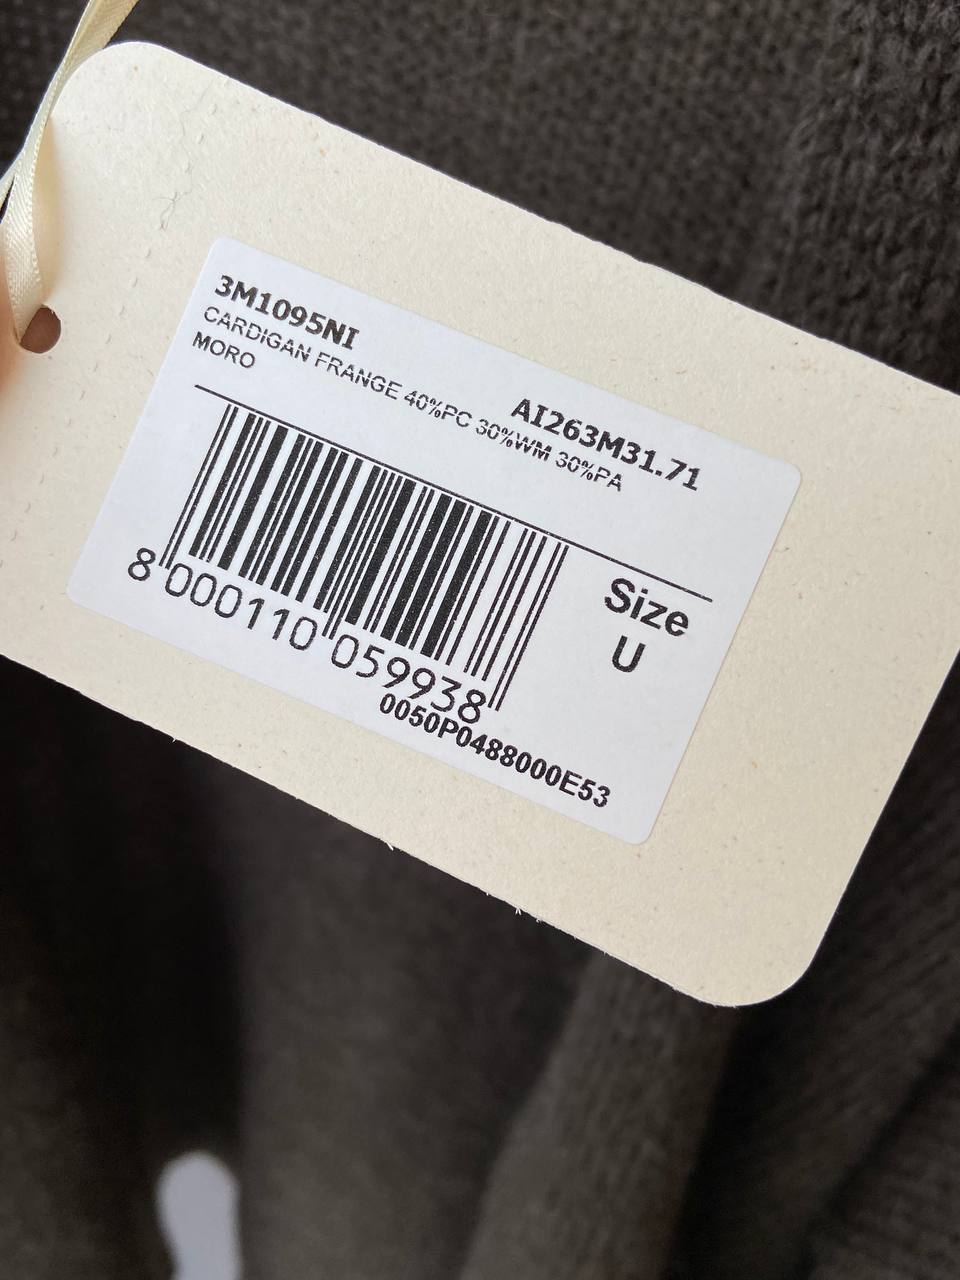 3M1095NI
AI263M31.71
CARDIGAN FRANGE 40%PC 30%WM 30%PA
MORO
Size
U
8 000110 059938
0050P0488000E53